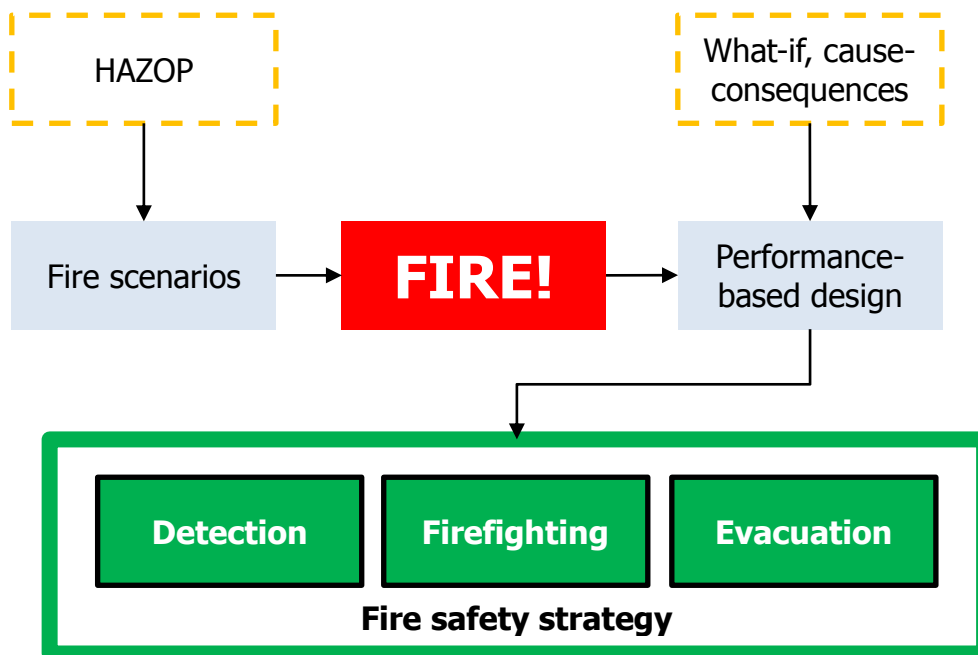 HAZOP
What-if, cause-
consequences
Fire scenarios
FIRE!
Performance-
based design
Detection
Firefighting
Evacuation
Fire safety strategy